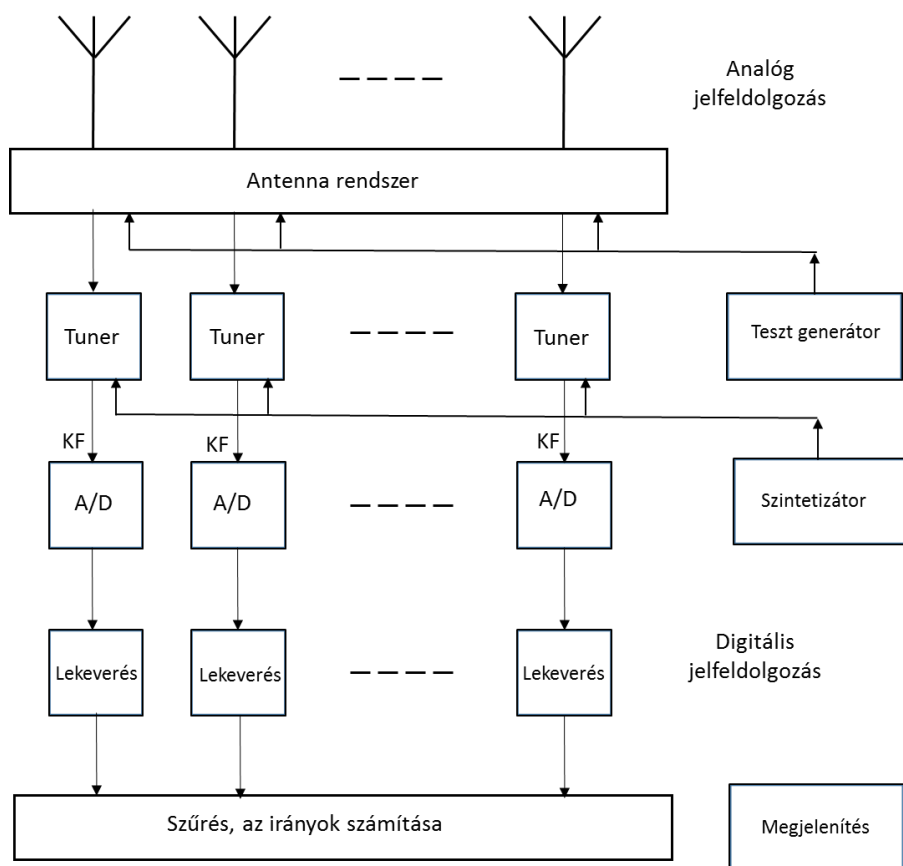 Analóg
jelfeldolgozás
Antenna rendszer
Tuner
Tuner
Tuner
Teszt generátor
KF
KF
KF
A/D
A/D
A/D
Szintetizátor
Lekeverés
Lekeverés
Lekeverés
Digitális
jelfeldolgozás
Szűrés, az irányok számítása
Megjelenítés